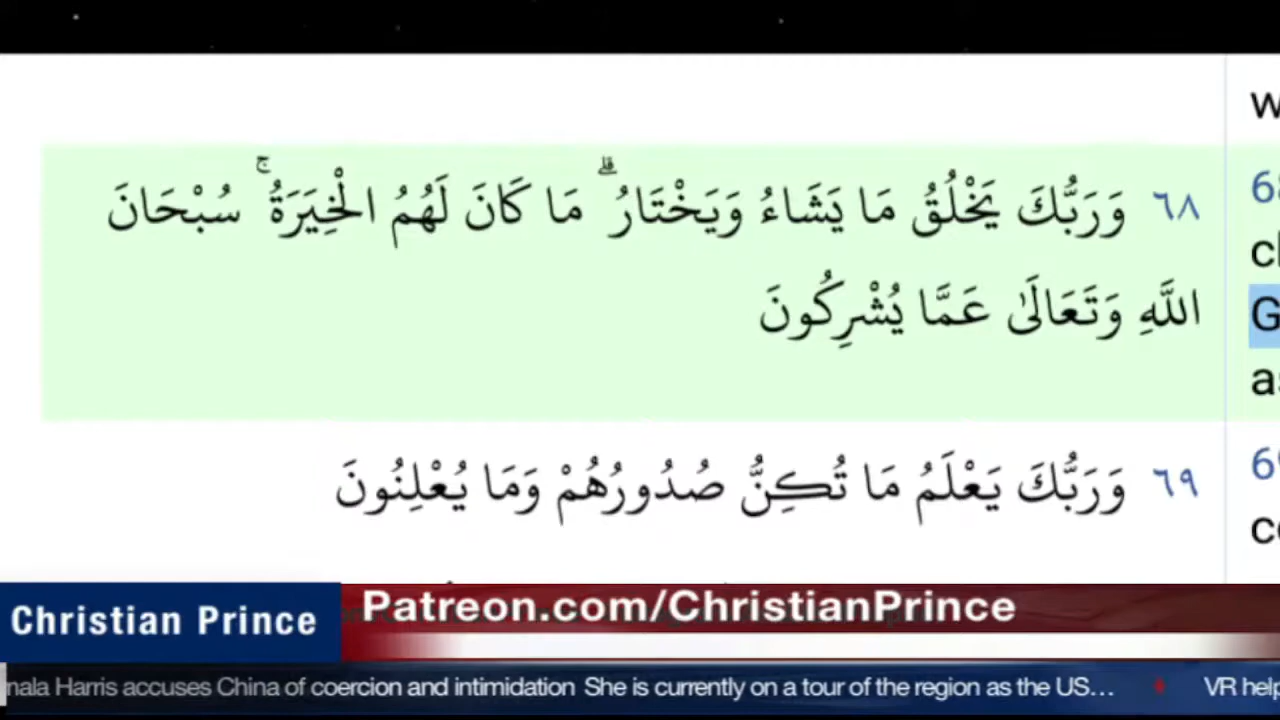 ٦٨ وَرَبُّكَ يَخْلُقُ مَا يَشَاءُ وَيَخْتَارُ ۗ مَا كَانَ لَهُمُ الْخِيَرَةُ ۚ سُبْحَانَ
اللَّهِ وَتَعَالَىٰ عَمَّا يُشْرِكُونَ
٦٩ وَرَبُّكَ يَعْلَمُ مَا تُكِنُّ صُدُورُهُمْ وَمَا يُعْلِنُونَ
Christian Prince
Patreon.com/ChristianPrince
Harris accuses China of coercion and intimidation She is currently on a tour of the region as the US... VR